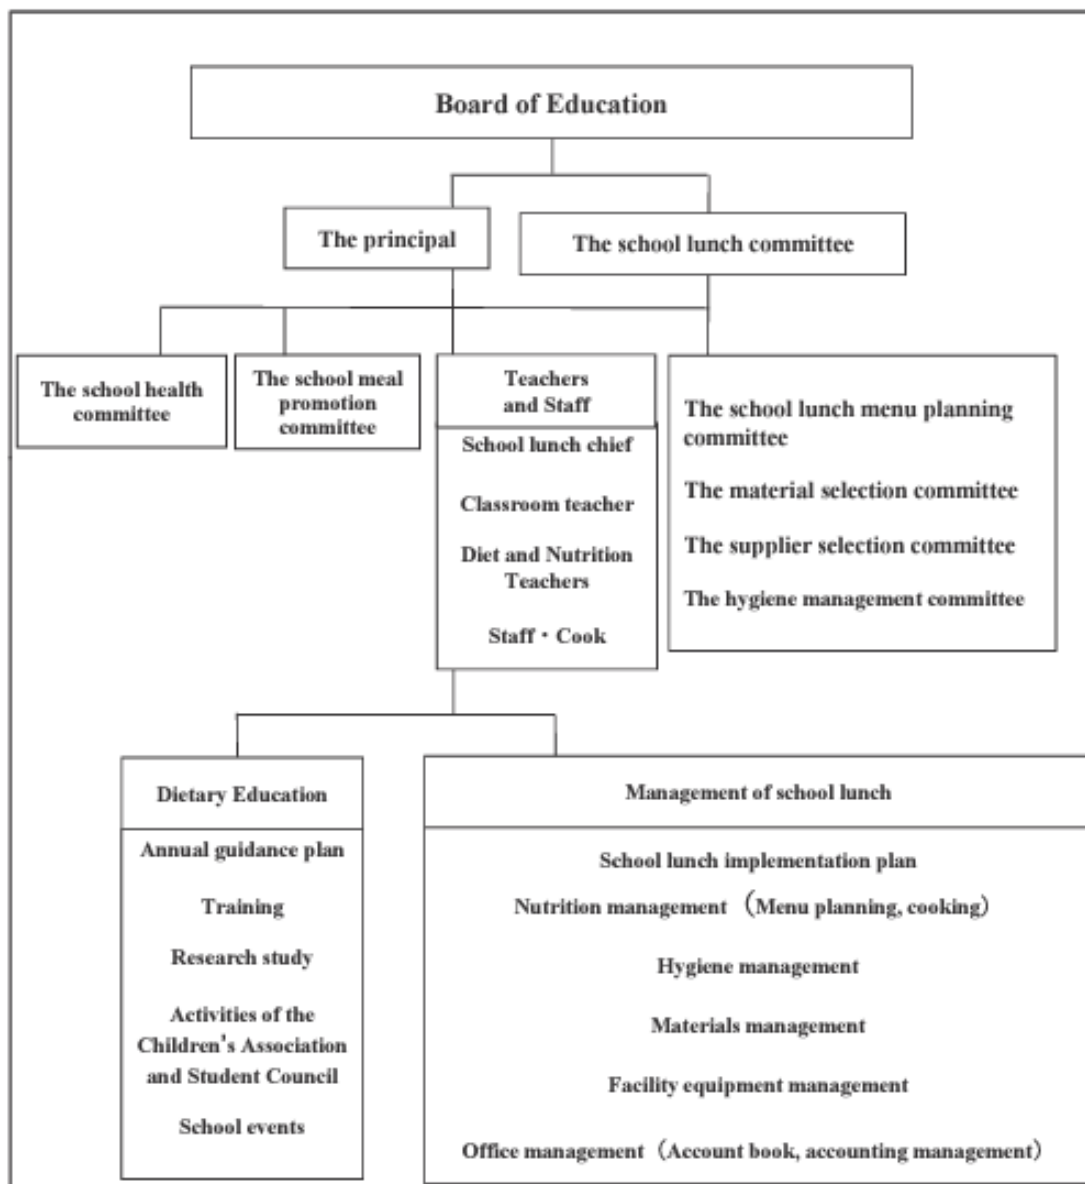 Board of Education
The principal
The school lunch committee
The school health
committee
The school meal
promotion
committee
Teachers
and Staff
School lunch chief
Classroom teacher
Diet and Nutrition
Teachers
Staff・Cook
The school lunch menu planning
committee
The material selection committee
The supplier selection committee
The hygiene management committee
Dietary Education
Annual guidance plan
Training
Research study
Activities of the
Children's Association
and Student Council
School events
Management of school lunch
School lunch implementation plan
Nutrition management（Menu planning, cooking）
Hygiene management
Materials management
Facility equipment management
Office management（Account book, accounting management）